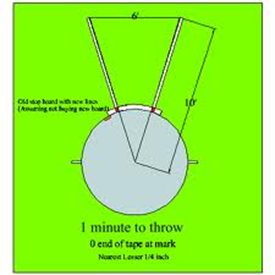 6'
10'
Old stop board with new lines
(Assuming not buying new board)
1 minute to throw
0 end of tape at mark
Nearest Lesser 1/4 inch